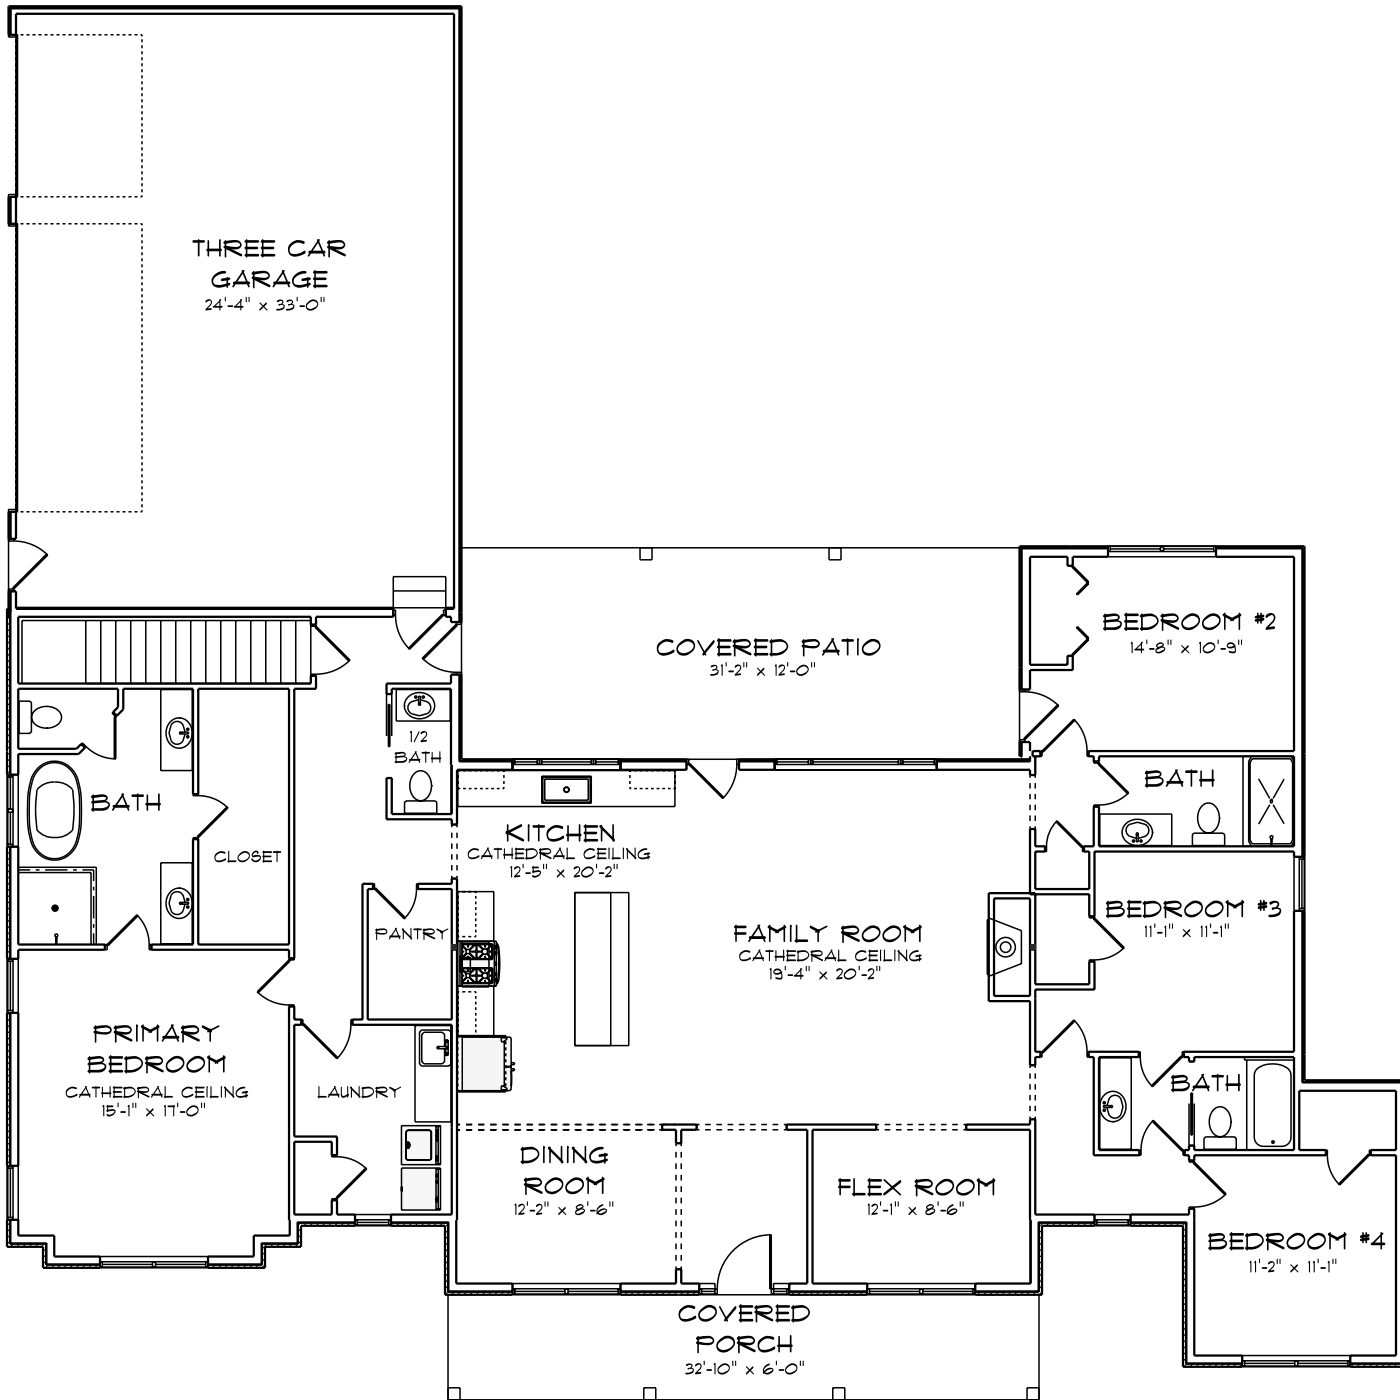 THREE CAR
GARAGE
24'-4" x 33'-0"
COVERED PATIO
31'-2" x 12'-0"
BEDROOM #2
14'-8" x 10'-9"
1/2
BATH
BATH
BATH
KITCHEN
CATHEDRAL CEILING
12'-5" x 20'-2"
CLOSET
PANTRY
FAMILY ROOM
CATHEDRAL CEILING
19'-4" x 20'-2"
BEDROOM #3
11'-1" x 11'-1"
PRIMARY
BEDROOM
CATHEDRAL CEILING
15'-1" x 17'-0"
LAUNDRY
BATH
DINING
ROOM
12'-2" x 8'-6"
FLEX ROOM
12'-1" x 8'-6"
BEDROOM #4
11'-2" x 11'-1"
COVERED
PORCH
32'-10" x 6'-0"